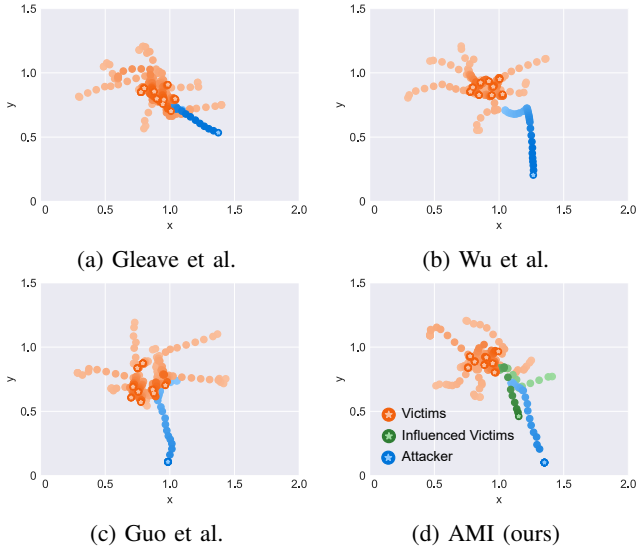 1.5
y
1.0
0.5
0
0 0.5 1.0 1.5 2.0
x
(a) Gleave et al.
1.5
y
1.0
0.5
0
0 0.5 1.0 1.5 2.0
x
(b) Wu et al.
1.5
y
1.0
0.5
0
0 0.5 1.0 1.5 2.0
x
(c) Guo et al.
1.5
y
1.0
0.5
0
Victims
Influenced Victims
Attacker
0 0.5 1.0 1.5 2.0
x
(d) AMI (ours)